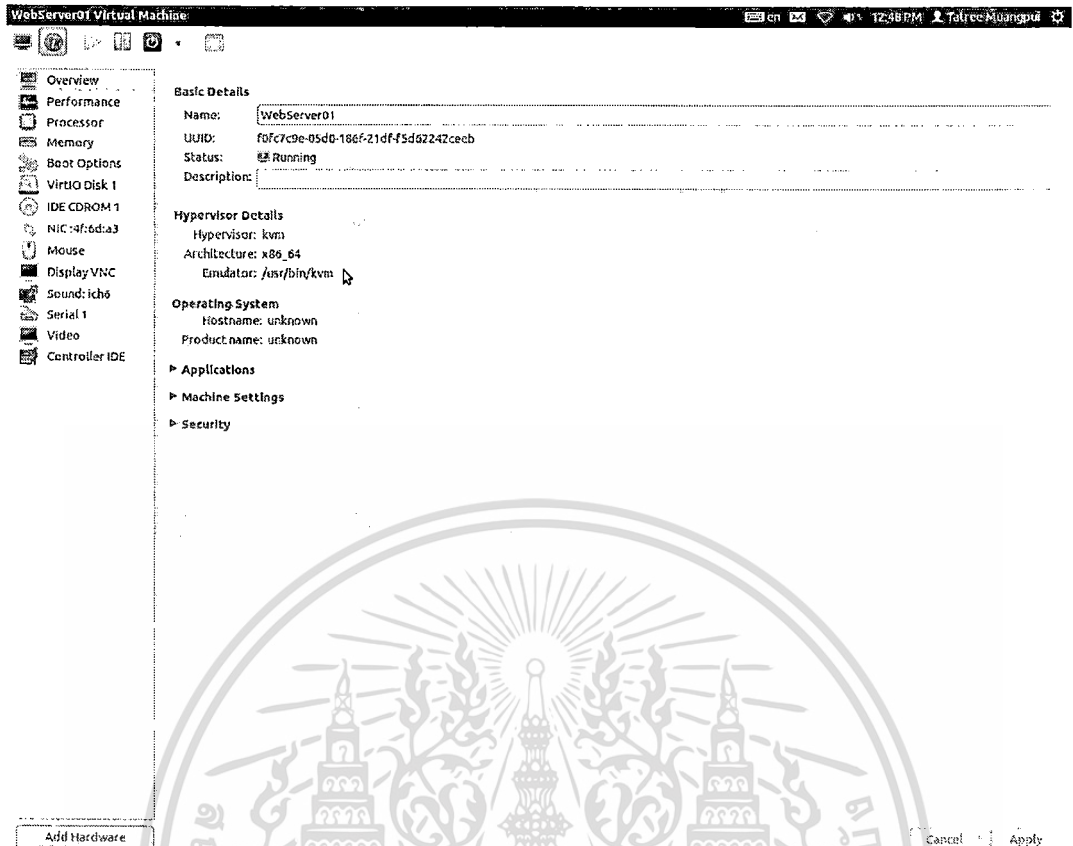 WebServer01 Virtual Machine
en 12:48 PM Tatree Muangpui
Overview
Performance
Processor
Memory
Boot Options
VirtIO Disk 1
IDE CDROM 1
NIC :4f:6d:a3
Mouse
Display VNC
Sound: ich6
Serial 1
Video
Controller IDE
Basic Details
Name: WebServer01
UUID: f0fc7c9e-05d0-186f-21df-f5d62242ceeb
Status: Running
Description:
Hypervisor Details
Hypervisor: kvm
Architecture: x86_64
Emulator: /usr/bin/kvm
Operating System
Hostname: unknown
Product name: unknown
Applications
Machine Settings
Security
Add Hardware
Cancel Apply